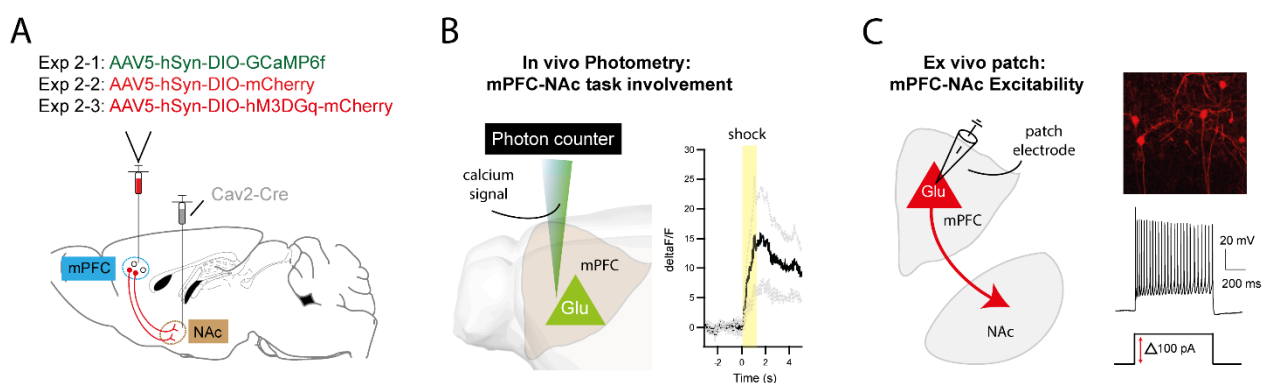 A
Exp 2-1: AAV5-hSyn-DIO-GCaMP6f
Exp 2-2: AAV5-hSyn-DIO-mCherry
Exp 2-3: AAV5-hSyn-DIO-hM3DGq-mCherry
Cav2-Cre
mPFC
NAc
B
In vivo Photometry:
mPFC-NAc task involvement
Photon counter
calcium
signal
mPFC
Glu
shock
deltaF/F
30
25
20
15
10
5
0
-2
0
2
4
Time (s)
C
Ex vivo patch:
mPFC-NAc Excitability
patch
electrode
Glu
mPFC
NAc
20 mV
200 ms
△100 pA